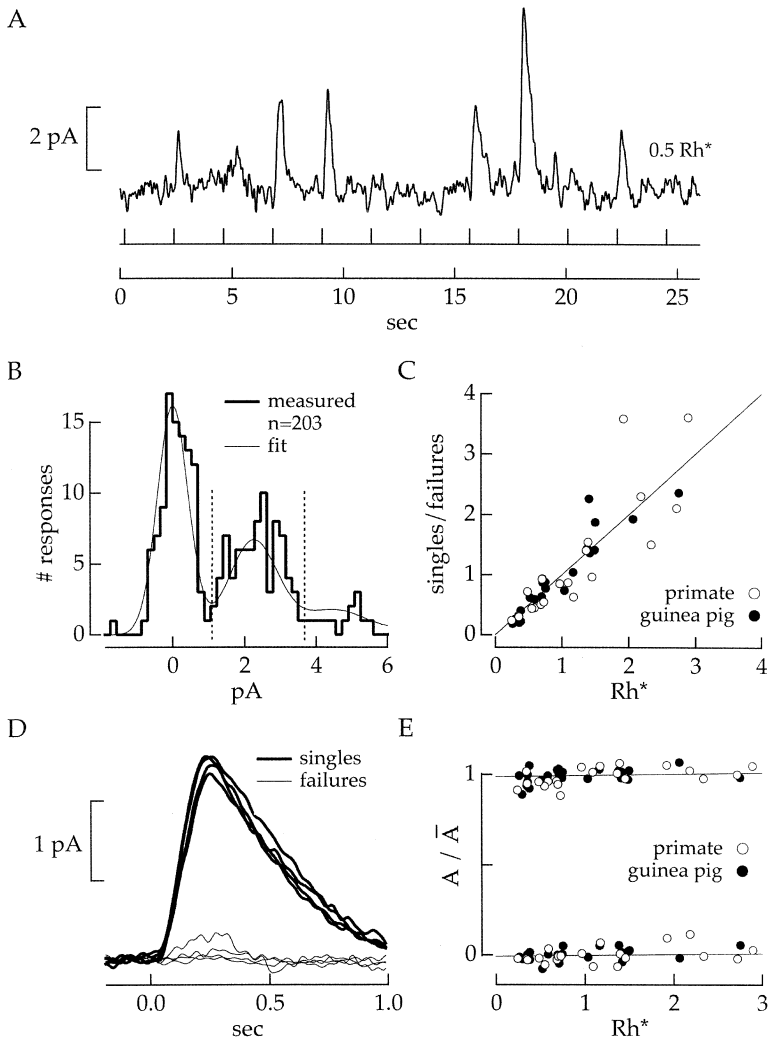 A
2 pA
0.5 Rh*
0 5 10 15 20 25
sec
B
# responses
15
10
5
0
measured
n=203
fit
0 2 4 6
pA
C
singles/failures
4
3
2
1
0
primate
guinea pig
0 1 2 3 4
Rh*
D
1 pA
singles
failures
0.0 0.5 1.0
sec
E
A / A̅
1
0
primate
guinea pig
0 1 2 3
Rh*